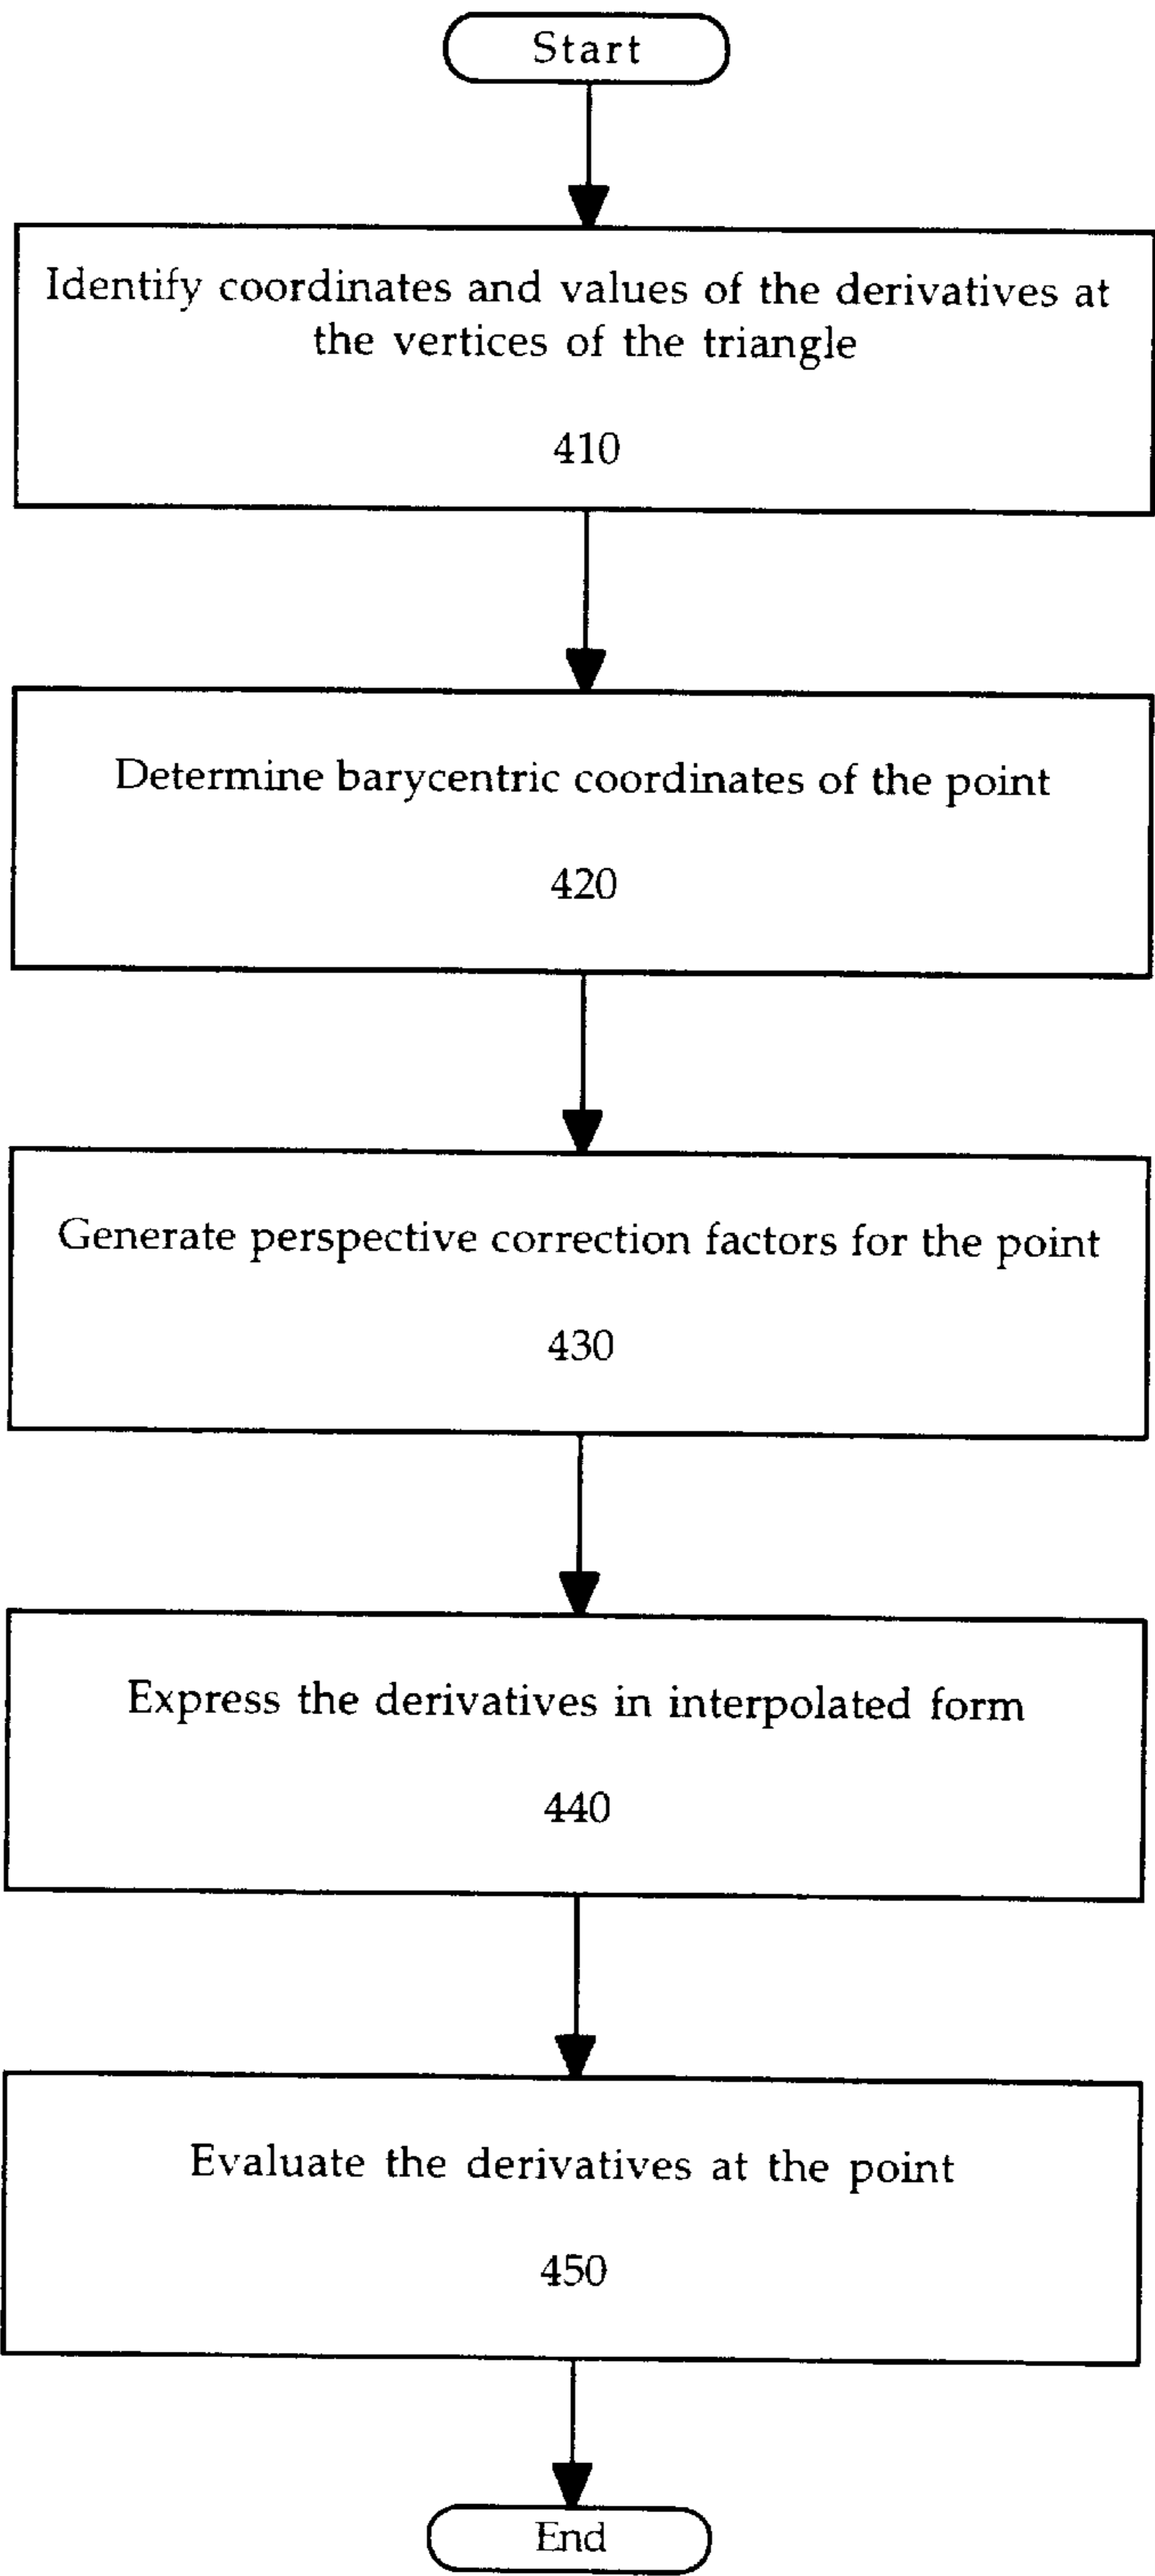 Start
Identify coordinates and values of the derivatives at
the vertices of the triangle
410
Determine barycentric coordinates of the point
420
Generate perspective correction factors for the point
430
Express the derivatives in interpolated form
440
Evaluate the derivatives at the point
450
End